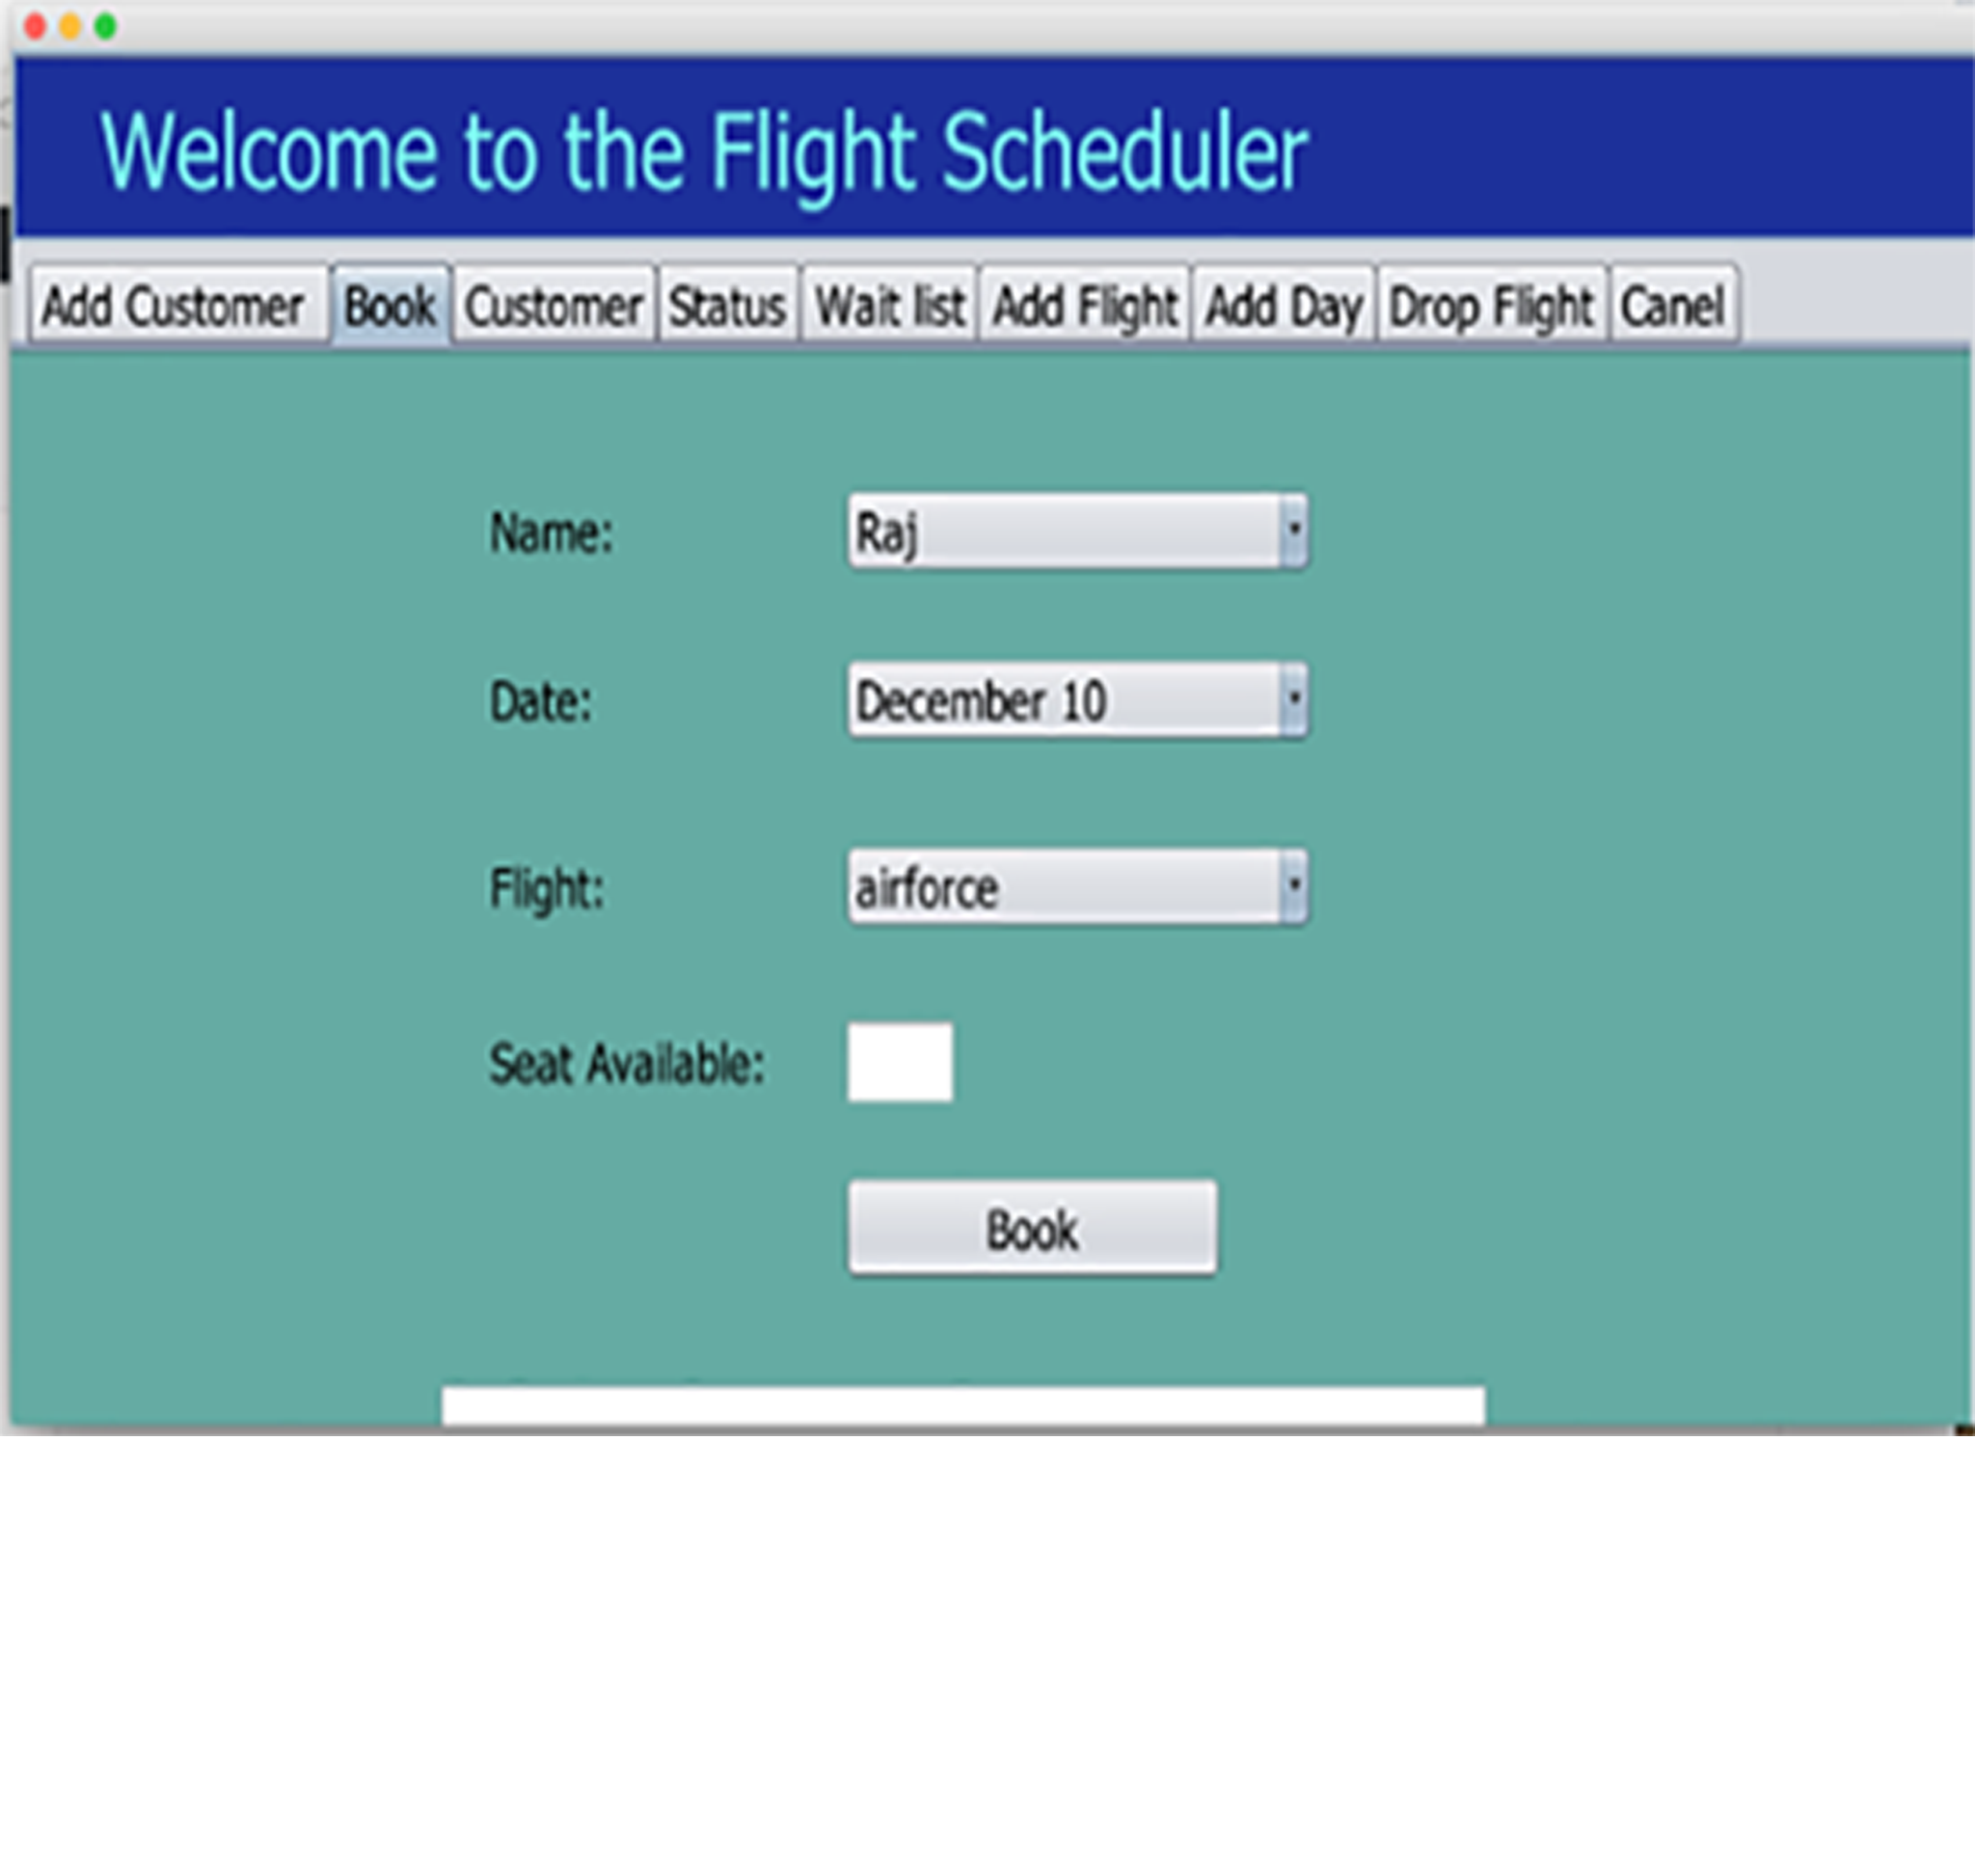 Welcome to the Flight Scheduler
Add Customer Book Customer Status Wait list Add Flight Add Day Drop Flight Canel
Name: Raj
Date: December 10
Flight: airforce
Seat Available:
Book